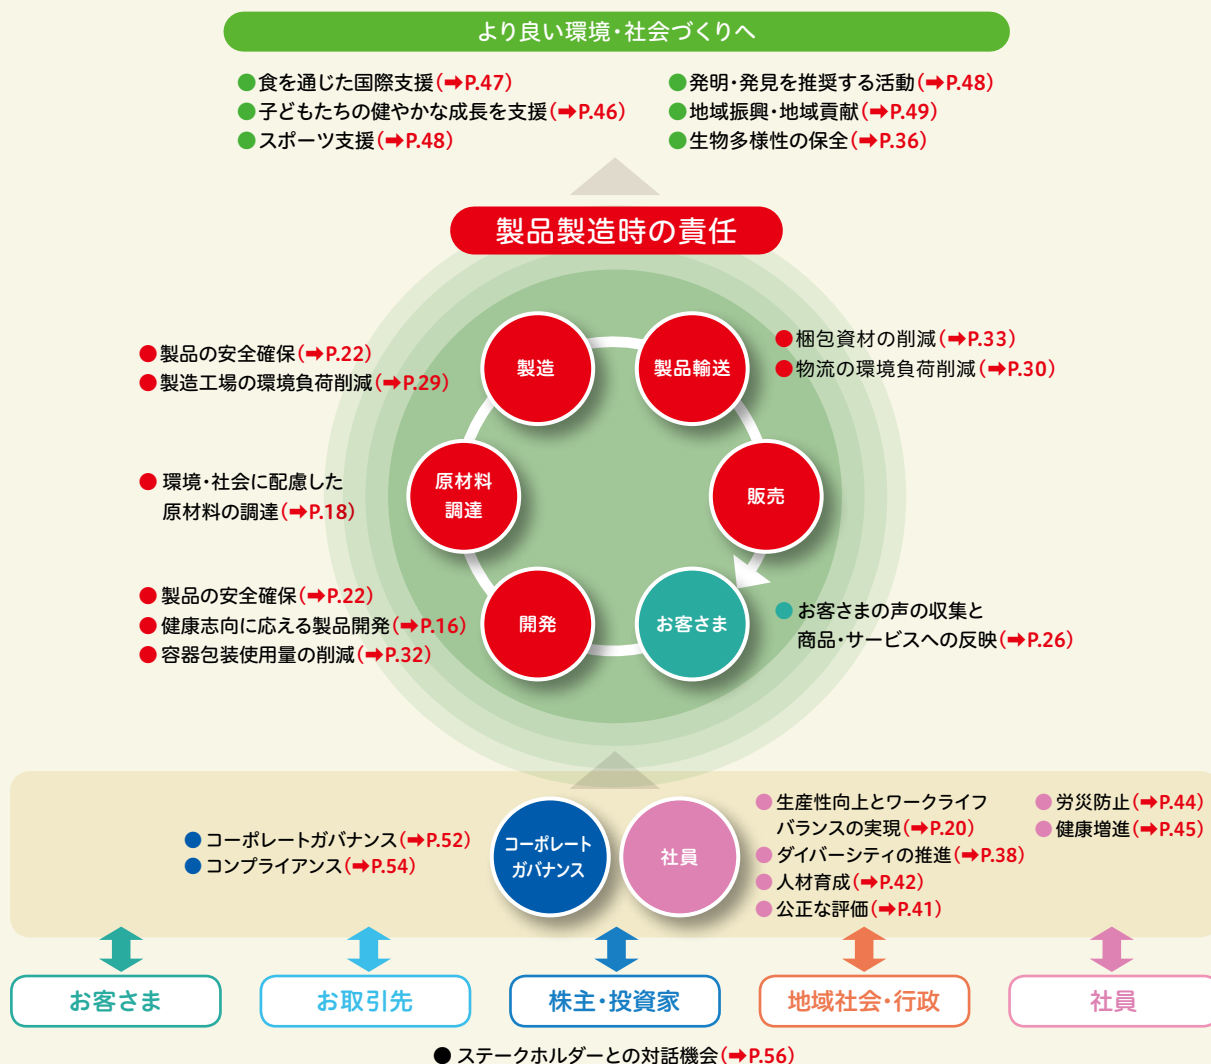 より良い環境・社会づくりへ
●食を通じた国際支援(➡P.47)
●子どもたちの健やかな成長を支援(➡P.46)
●スポーツ支援(➡P.48)
●発明・発見を推奨する活動(➡P.48)
●地域振興・地域貢献(➡P.49)
●生物多様性の保全(➡P.36)
製品製造時の責任
●製品の安全確保(➡P.22)
●製造工場の環境負荷削減(➡P.29)
製造
製品輸送
●梱包資材の削減(➡P.33)
●物流の環境負荷削減(➡P.30)
●環境・社会に配慮した
原材料の調達(➡P.18)
原材料
調達
販売
●製品の安全確保(➡P.22)
●健康志向に応える製品開発(➡P.16)
●容器包装使用量の削減(➡P.32)
開発
お客さま
●お客さまの声の収集と
商品・サービスへの反映(➡P.26)
●コーポレートガバナンス(➡P.52)
●コンプライアンス(➡P.54)
コーポレート
ガバナンス
社員
●生産性向上とワークライフ
バランスの実現(➡P.20)
●ダイバーシティの推進(➡P.38)
●人材育成(➡P.42)
●公正な評価(➡P.41)
●労災防止(➡P.44)
●健康増進(➡P.45)
お客さま
お取引先
株主・投資家
地域社会・行政
社員
●ステークホルダーとの対話機会(➡P.56)